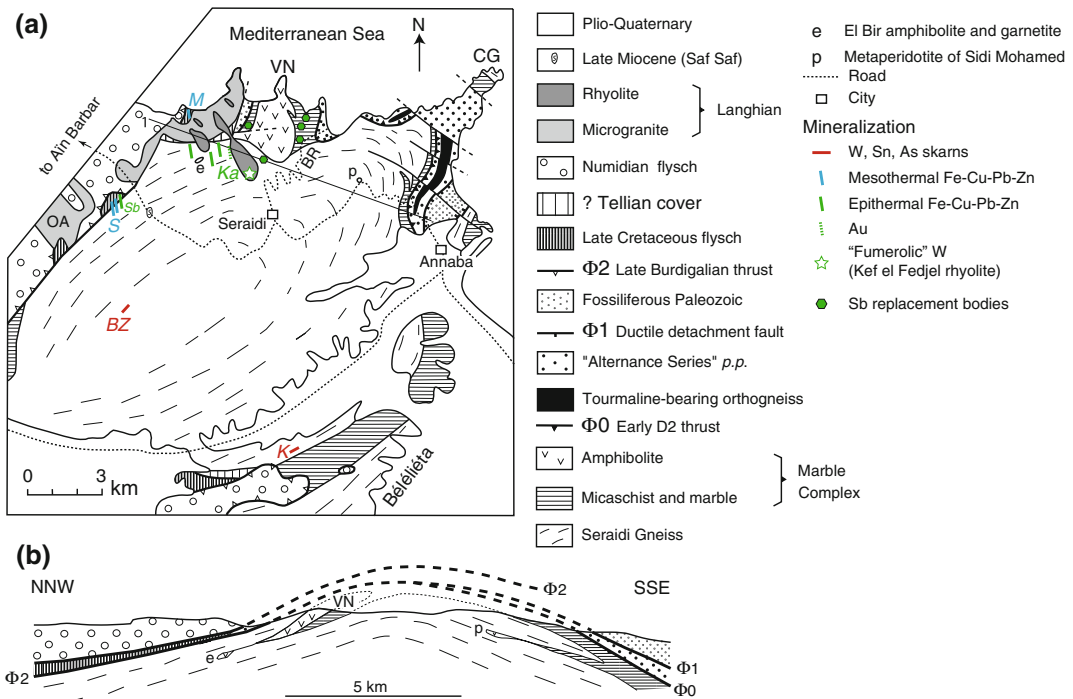 (a)
Mediterranean Sea
N
CG
VN
M
1
to Aïn Barbar
e
Ka
BR
p
OA
Sb
S
Seraidi
Annaba
BZ
K
0 3
km
Béléliéta
Plio-Quaternary
Late Miocene (Saf Saf)
Rhyolite
Microgranite
Langhian
Numidian flysch
? Tellian cover
Late Cretaceous flysch
Φ2 Late Burdigalian thrust
Fossiliferous Paleozoic
Φ1 Ductile detachment fault
"Alternance Series" p.p.
Tourmaline-bearing orthogneiss
Φ0 Early D2 thrust
Amphibolite
Micaschist and marble
Marble
Complex
Seraidi Gneiss
e El Bir amphibolite and garnetite
p Metaperidotite of Sidi Mohamed
Road
City
Mineralization
W, Sn, As skarns
Mesothermal Fe-Cu-Pb-Zn
Epithermal Fe-Cu-Pb-Zn
Au
“Fumerolic” W
(Kef el Fedjel rhyolite)
Sb replacement bodies
(b)
NNW
SSE
Φ2
VN
p
e
Φ2
Φ1
Φ0
5 km